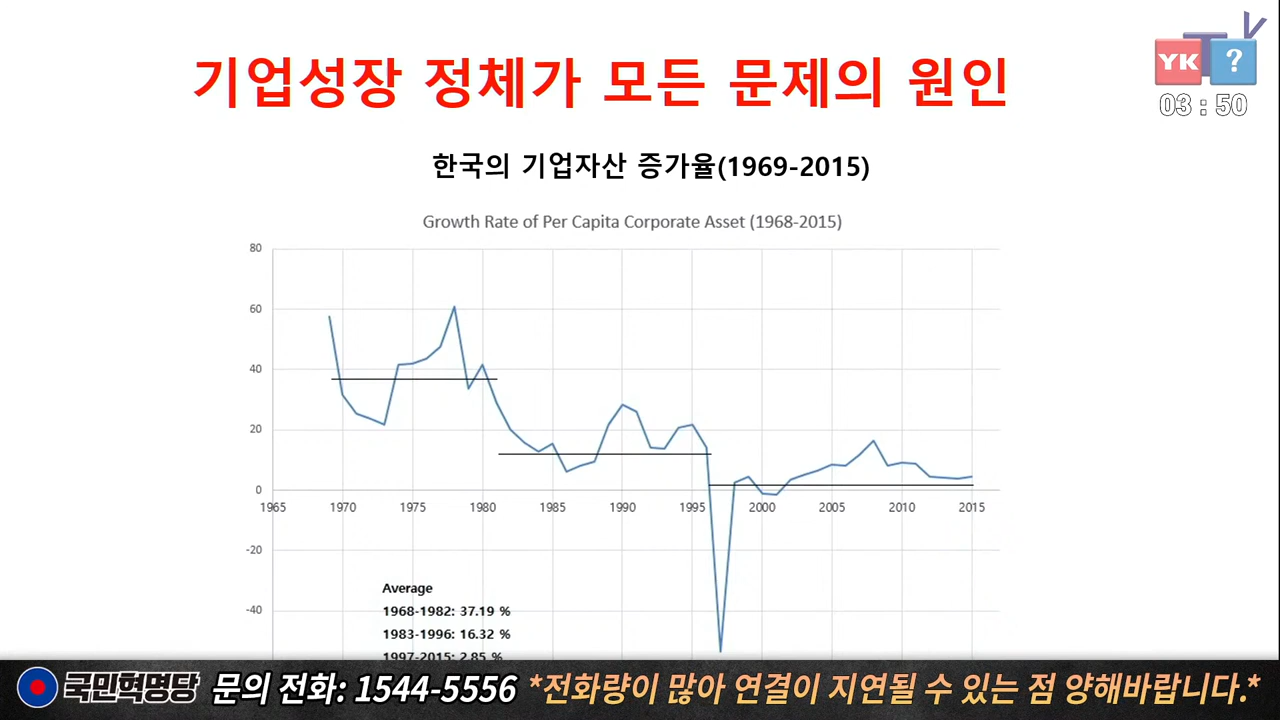 기업성장 정체가 모든 문제의 원인
YK T V ?
03 : 50
한국의 기업자산 증가율(1969-2015)
Growth Rate of Per Capita Corporate Asset (1968-2015)
80
60
40
20
0
1965 1970 1975 1980 1985 1990 1995 2000 2005 2010 2015
-20
-40
Average
1968-1982: 37.19 %
1983-1996: 16.32 %
1997-2015: 2.85 %
국민혁명당 문의 전화: 1544-5556 *전화량이 많아 연결이 지연될 수 있는 점 양해바랍니다.*